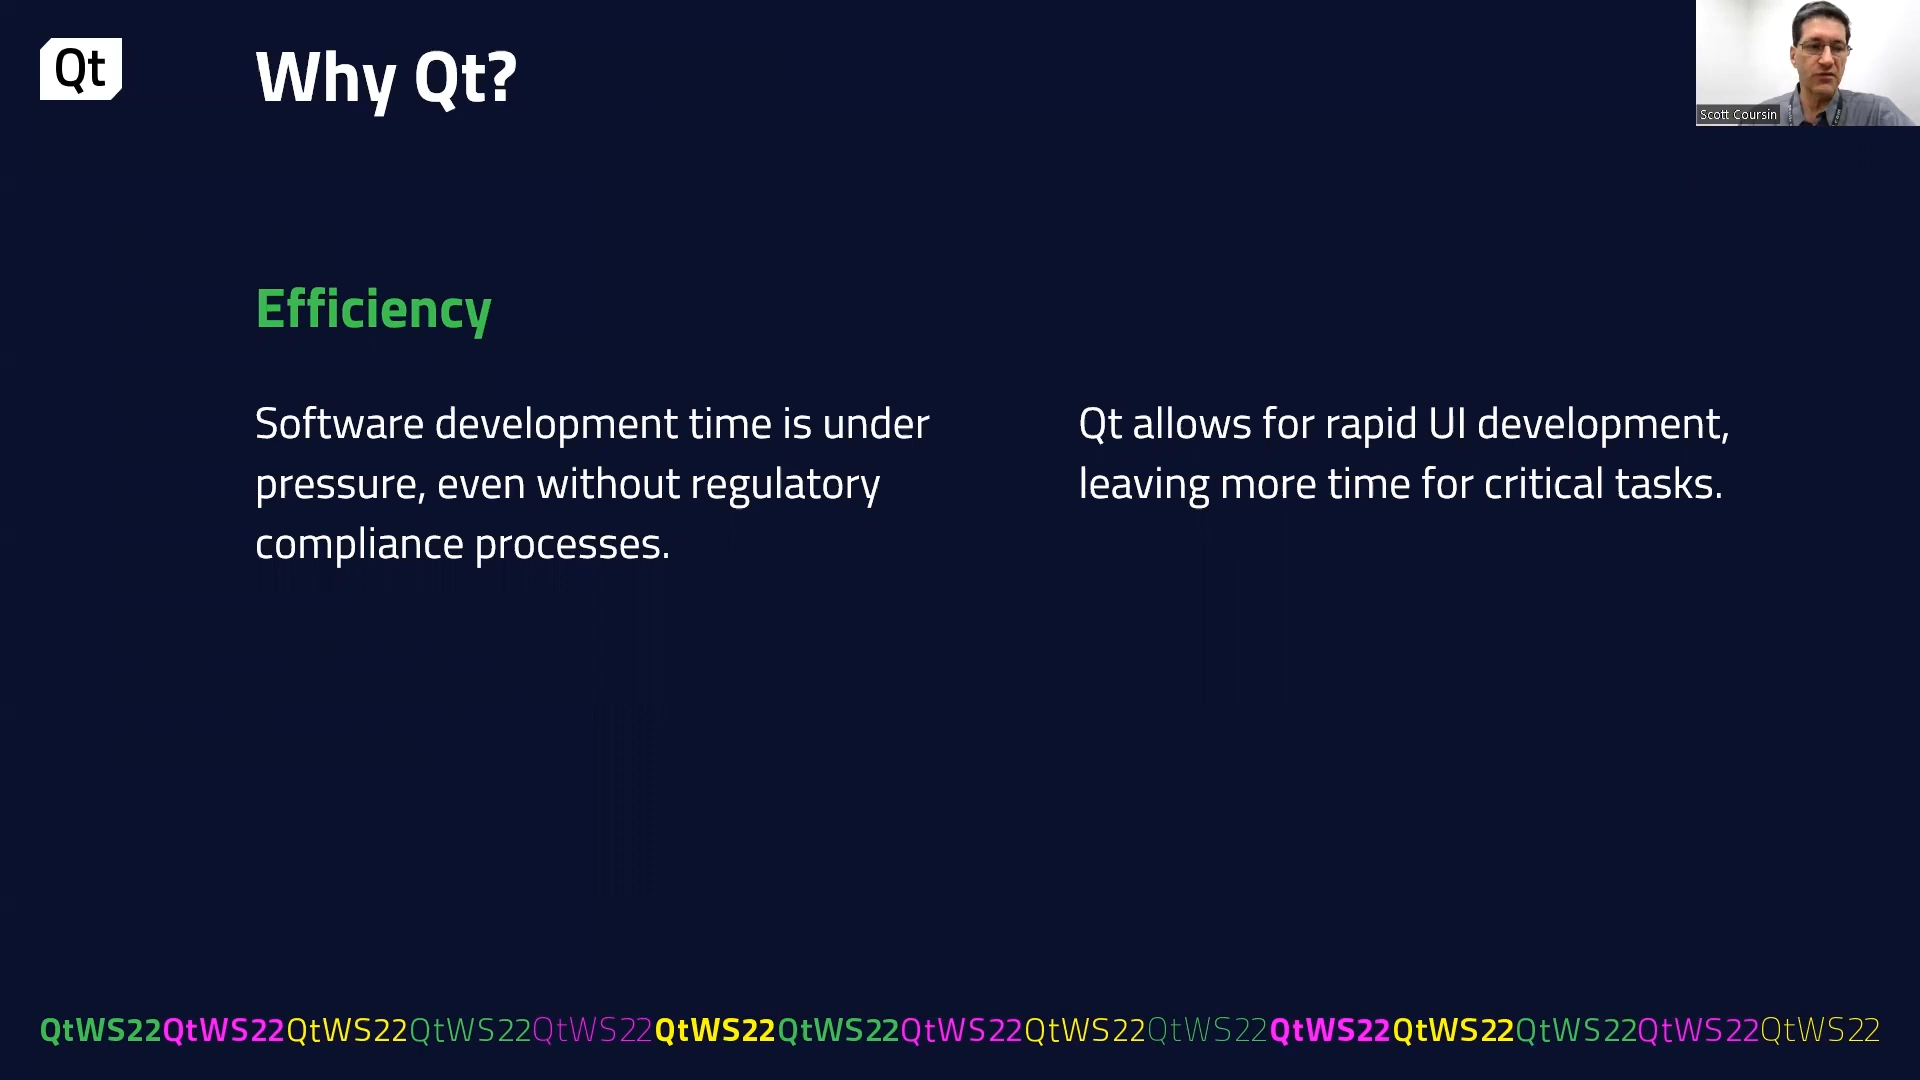 Qt
Why Qt?
Scott Coursin
Efficiency
Software development time is under
pressure, even without regulatory
compliance processes.
Qt allows for rapid UI development,
leaving more time for critical tasks.
QtWS22QtWS22QtWS22QtWS22QtWS22QtWS22QtWS22QtWS22QtWS22QtWS22QtWS22QtWS22QtWS22QtWS22QtWS22